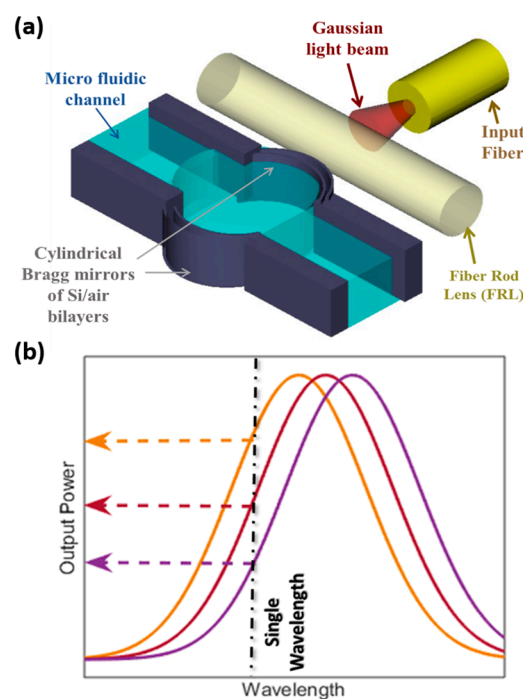 (a)
Gaussian
light beam
Micro fluidic
channel
Input
Fiber
Cylindrical
Bragg mirrors
of Si/air
bilayers
Fiber Rod
Lens (FRL)
(b)
Output Power
Single
Wavelength
Wavelength